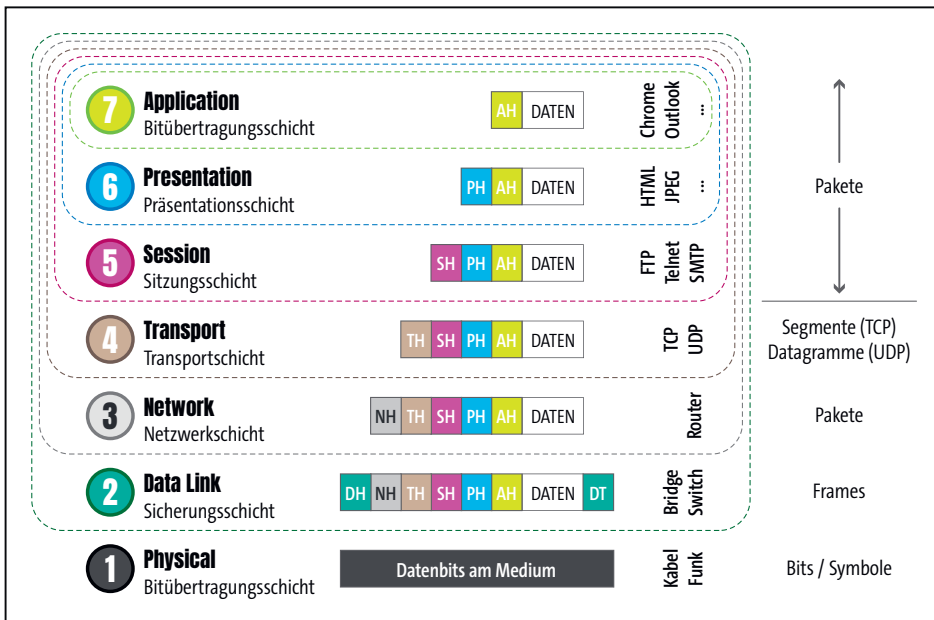 7
Application
Bitübertragungsschicht
AH DATEN
Chrome
Outlook
...
6
Presentation
Präsentationsschicht
PH AH DATEN
HTML
JPEG
...
Pakete
5
Session
Sitzungsschicht
SH PH AH DATEN
FTP
Telnet
SMTP
4
Transport
Transportschicht
TH SH PH AH DATEN
TCP
UDP
Segmente (TCP)
Datagramme (UDP)
3
Network
Netzwerkschicht
NH TH SH PH AH DATEN
Router
Pakete
2
Data Link
Sicherungsschicht
DH NH TH SH PH AH DATEN DT
Bridge
Switch
Frames
1
Physical
Bitübertragungsschicht
Datenbits am Medium
Kabel
Funk
Bits / Symbole